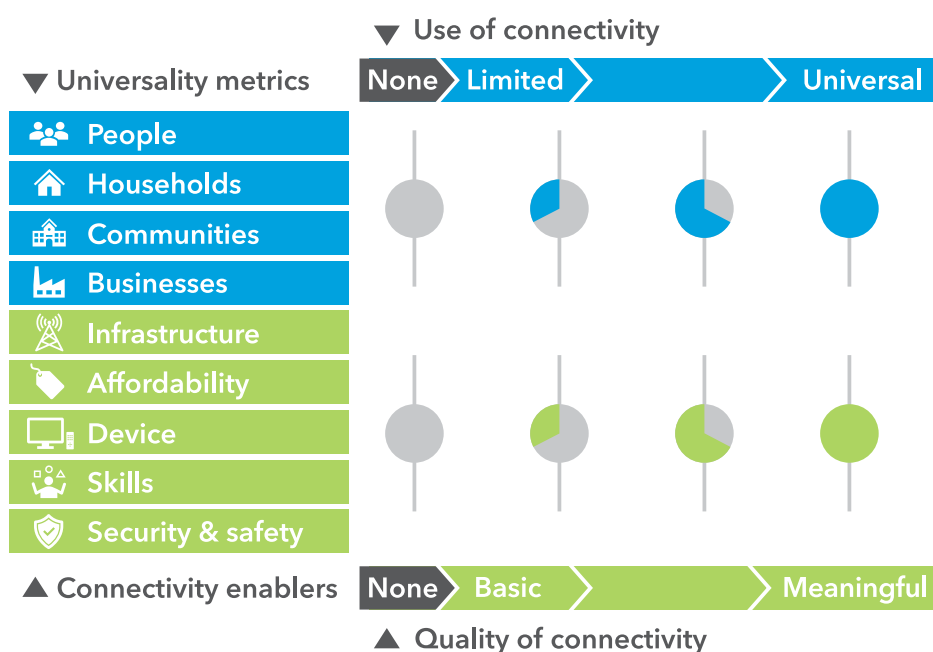 Use of connectivity
Universality metrics
None Limited Universal
People
Households
Communities
Businesses
Infrastructure
Affordability
Device
Skills
Security & safety
Connectivity enablers
None Basic Meaningful
Quality of connectivity